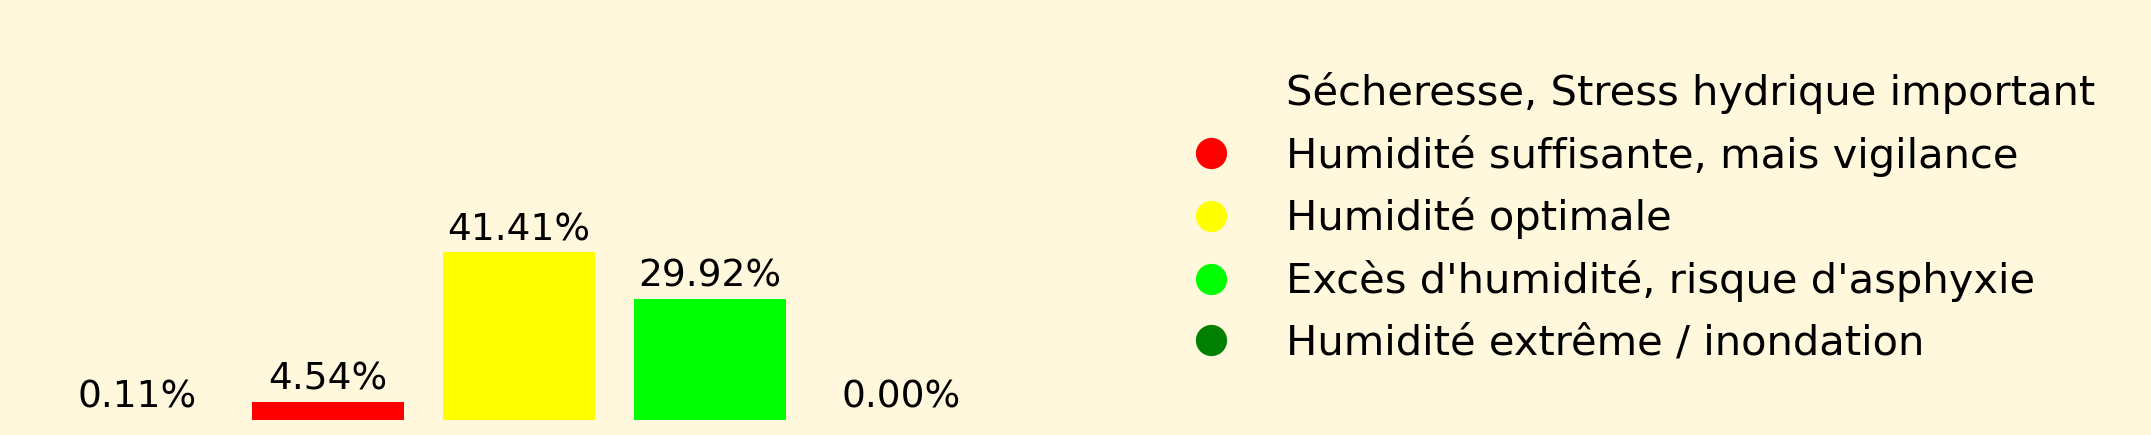 0.11%
4.54%
41.41%
29.92%
0.00%
Sécheresse, Stress hydrique important
Humidité suffisante, mais vigilance
Humidité optimale
Excès d'humidité, risque d'asphyxie
Humidité extrême / inondation